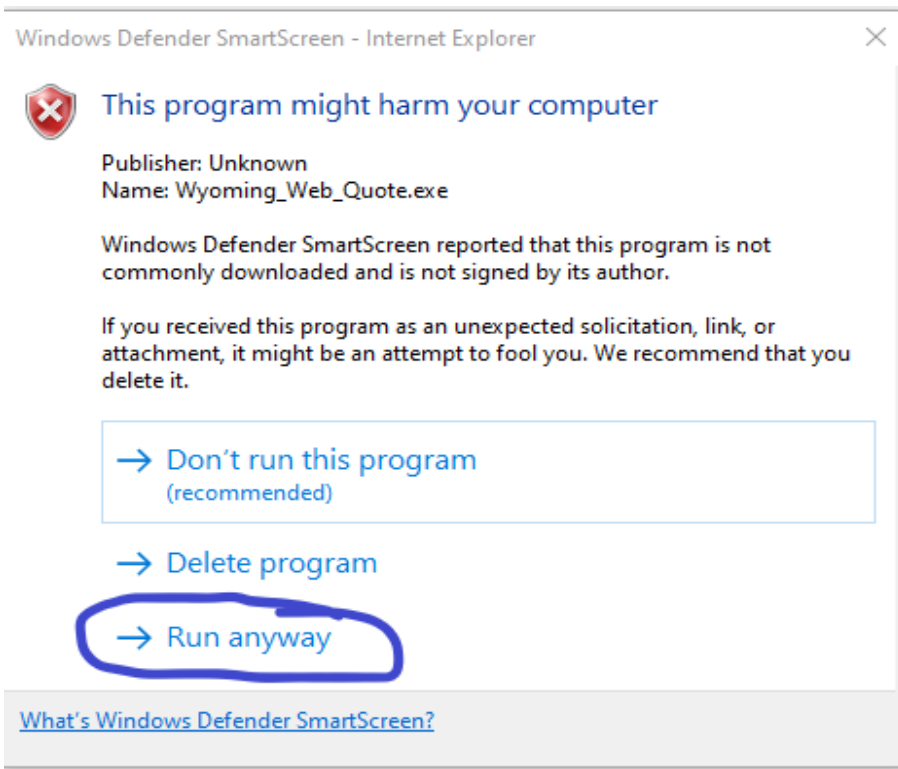 Windows Defender SmartScreen - Internet Explorer
This program might harm your computer
Publisher: Unknown
Name: Wyoming_Web_Quote.exe
Windows Defender SmartScreen reported that this program is not
commonly downloaded and is not signed by its author.
If you received this program as an unexpected solicitation, link, or
attachment, it might be an attempt to fool you. We recommend that you
delete it.
Don't run this program
(recommended)
Delete program
Run anyway
What's Windows Defender SmartScreen?